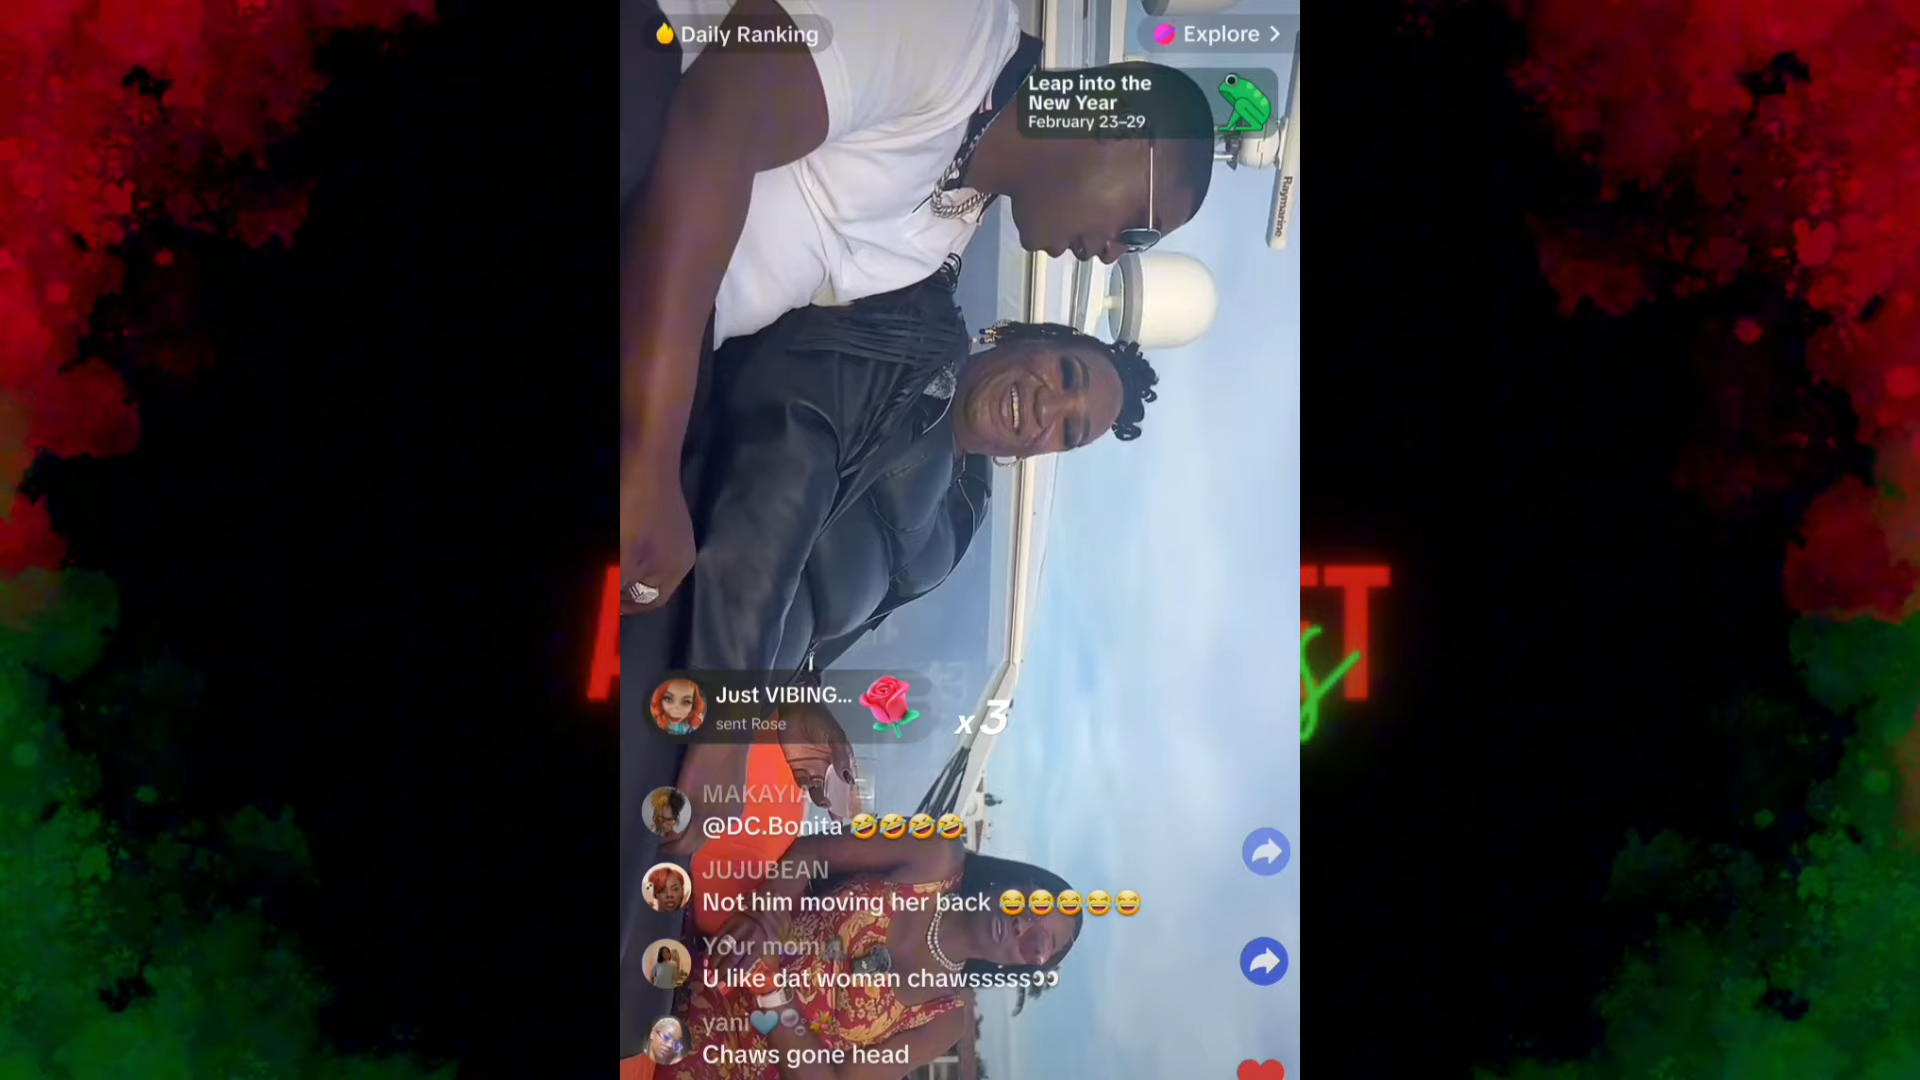 Daily Ranking
Explore
Leap into the
New Year
February 23–29
Raymarine
Just VIBING...
sent Rose
x3
MAKAYIA
@DC.Bonita 🤣🤣🤣🤣
JUJUBEAN
Not him moving her back 😂😂😂😂😂
Your mom
U like dat woman chawsssss👀
yani🩵🫧
Chaws gone head